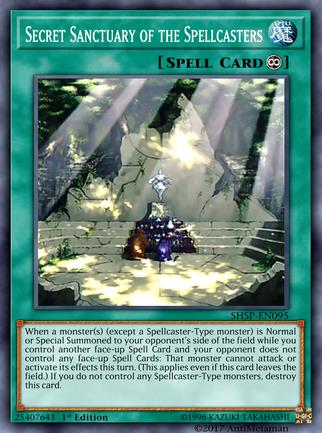 SECRET SANCTUARY OF THE SPELLCASTERS
[SPELL CARD]
SHSP-EN095
When a monster(s) (except a Spellcaster-Type monster) is Normal
or Special Summoned to your opponent's side of the field while you
control another face-up Spell Card and your opponent does not
control any face-up Spell Cards: That monster cannot attack or
activate its effects this turn. (This applies even if this card leaves
the field.) If you do not control any Spellcaster-Type monsters, destroy
this card.
25407643 1st Edition ©1996 KAZUKI TAKAHASHI
©2017 AntiMetaman